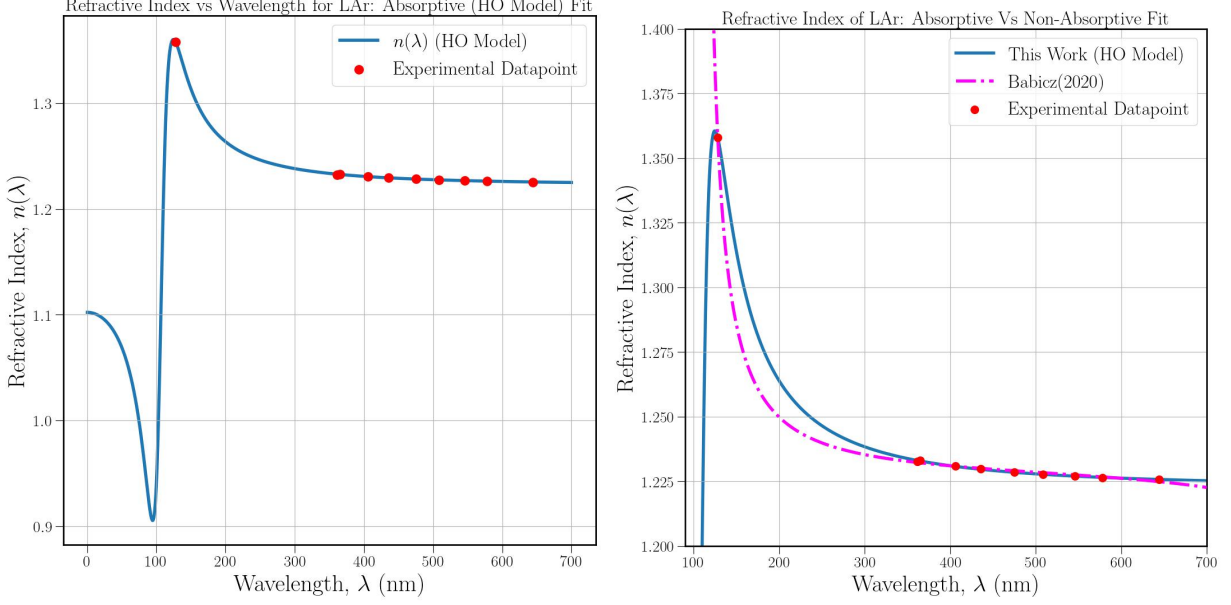 Refractive Index vs Wavelength for LAr: Absorptive (HO Model) Fit
n(λ) (HO Model)
Experimental Datapoint
1.3
1.2
1.1
1.0
0.9
Refractive Index, n(λ)
0 100 200 300 400 500 600 700
Wavelength, λ (nm)
Refractive Index of LAr: Absorptive Vs Non-Absorptive Fit
This Work (HO Model)
Babicz(2020)
Experimental Datapoint
1.400
1.375
1.350
1.325
1.300
1.275
1.250
1.225
1.200
Refractive Index, n(λ)
100 200 300 400 500 600 700
Wavelength, λ (nm)